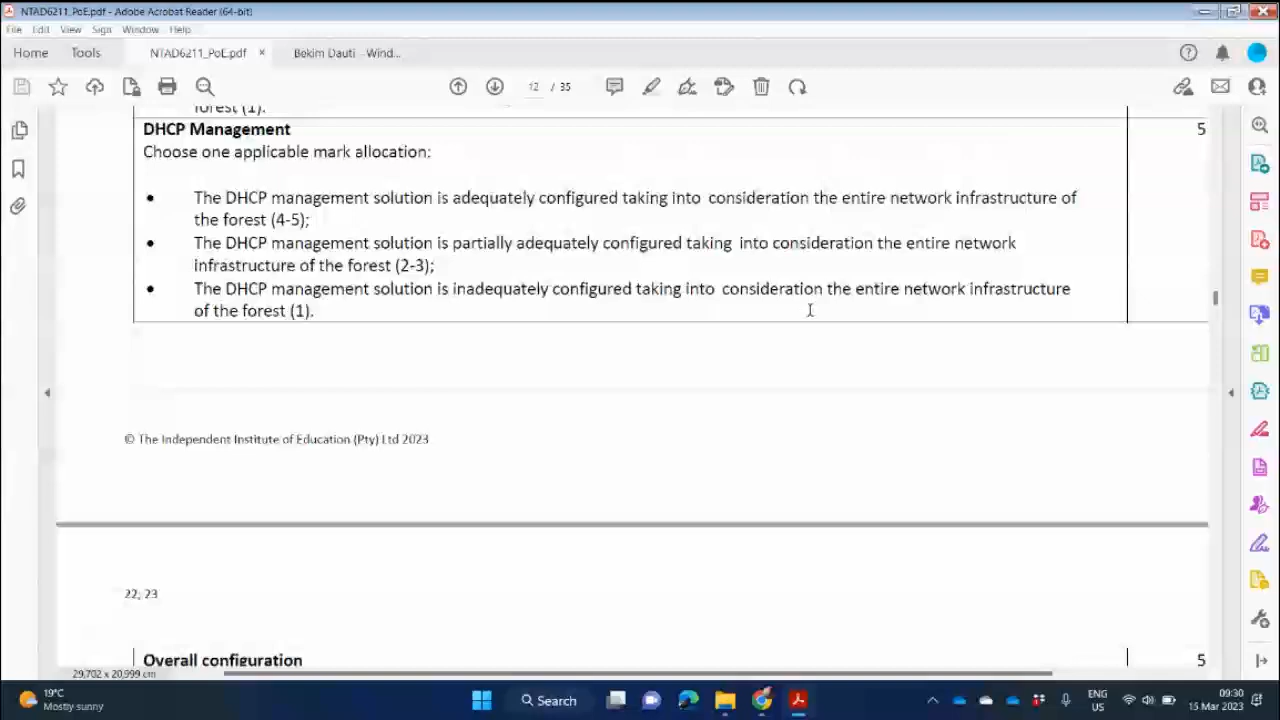 NTAD6211_PoE.pdf - Adobe Acrobat Reader (64-bit)
File Edit View Sign Window Help
Home Tools NTAD6211_PoE.pdf × Bekim Dauti - Wind...
12 / 35
forest (1).
DHCP Management 5
Choose one applicable mark allocation:
• The DHCP management solution is adequately configured taking into consideration the entire network infrastructure of
the forest (4-5);
• The DHCP management solution is partially adequately configured taking into consideration the entire network
infrastructure of the forest (2-3);
• The DHCP management solution is inadequately configured taking into consideration the entire network infrastructure
of the forest (1).
© The Independent Institute of Education (Pty) Ltd 2023
22, 23
Overall configuration 5
29,702 x 20,999 cm
19°C
Mostly sunny
Search
ENG
US
09:30
15 Mar 2023